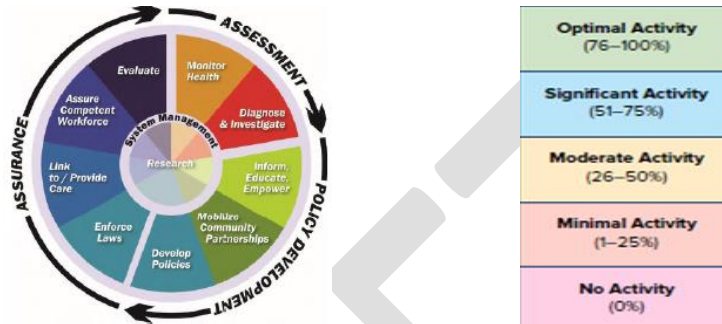 ASSESSMENT
POLICY DEVELOPMENT
ASSURANCE
Evaluate
Monitor
Health
Diagnose
& Investigate
Inform,
Educate,
Empower
Mobilize
Community
Partnerships
Develop
Policies
Enforce
Laws
Link
to / Provide
Care
Assure
Competent
Workforce
System Management
Research
Optimal Activity
(76–100%)
Significant Activity
(51–75%)
Moderate Activity
(26–50%)
Minimal Activity
(1–25%)
No Activity
(0%)